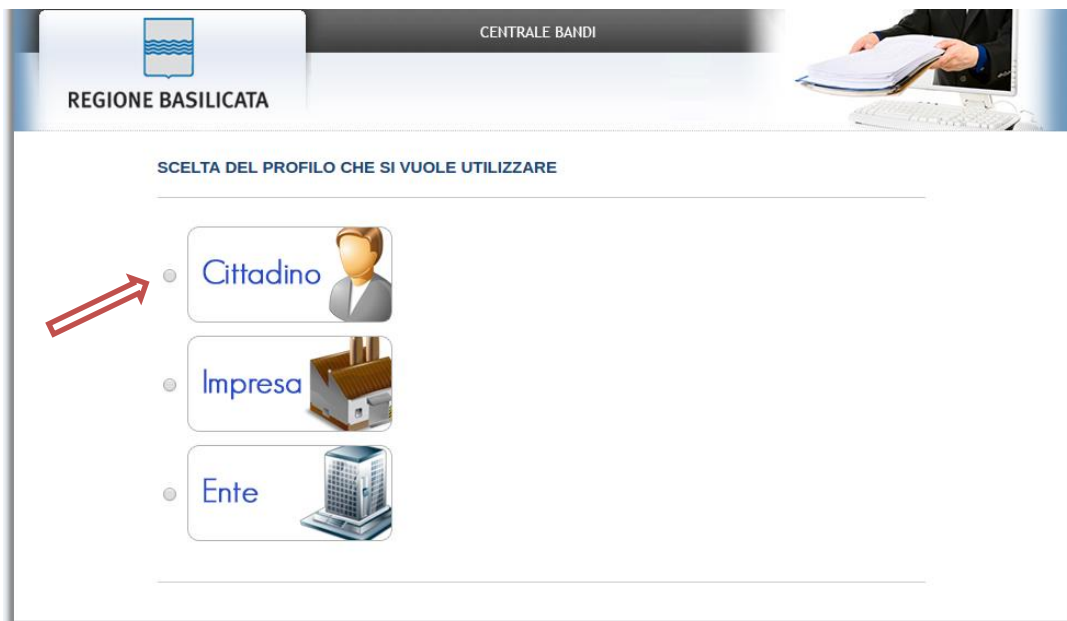 CENTRALE BANDI
REGIONE BASILICATA
SCELTA DEL PROFILO CHE SI VUOLE UTILIZZARE
Cittadino
Impresa
Ente